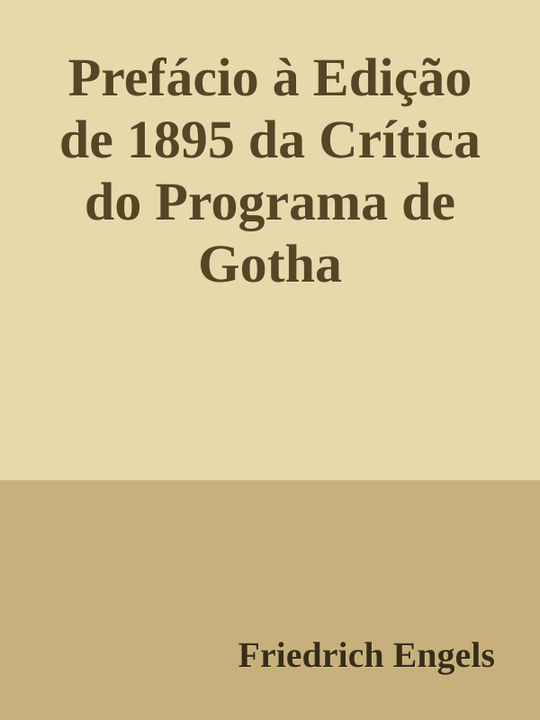 Prefácio à Edição
de 1895 da Crítica
do Programa de
Gotha
Friedrich Engels